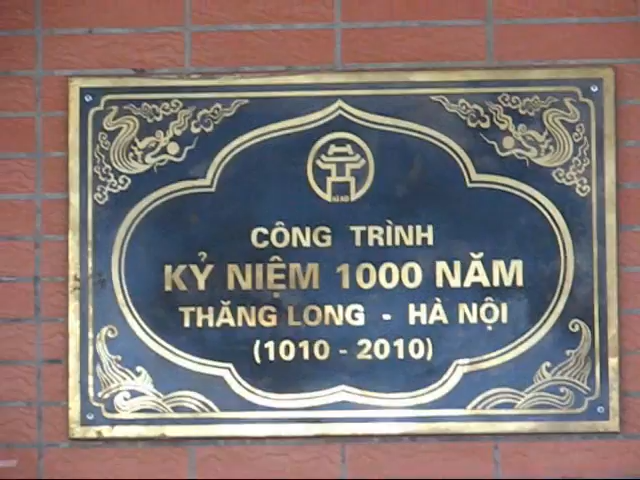 CÔNG TRÌNH
KỶ NIỆM 1000 NĂM
THĂNG LONG - HÀ NỘI
(1010 - 2010)